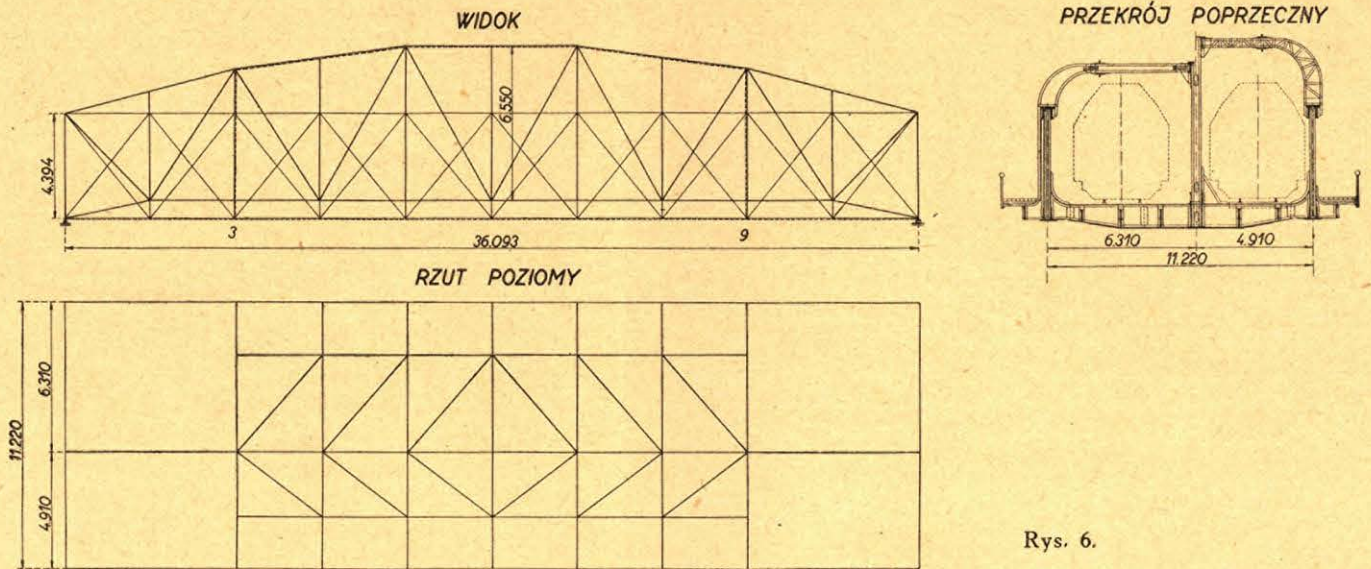 WIDOK
6.550
4.394
3
9
36.093
PRZEKRÓJ POPRZECZNY
6.310
4.910
11.220
RZUT POZIOMY
6.310
4.910
11.220
Rys. 6.